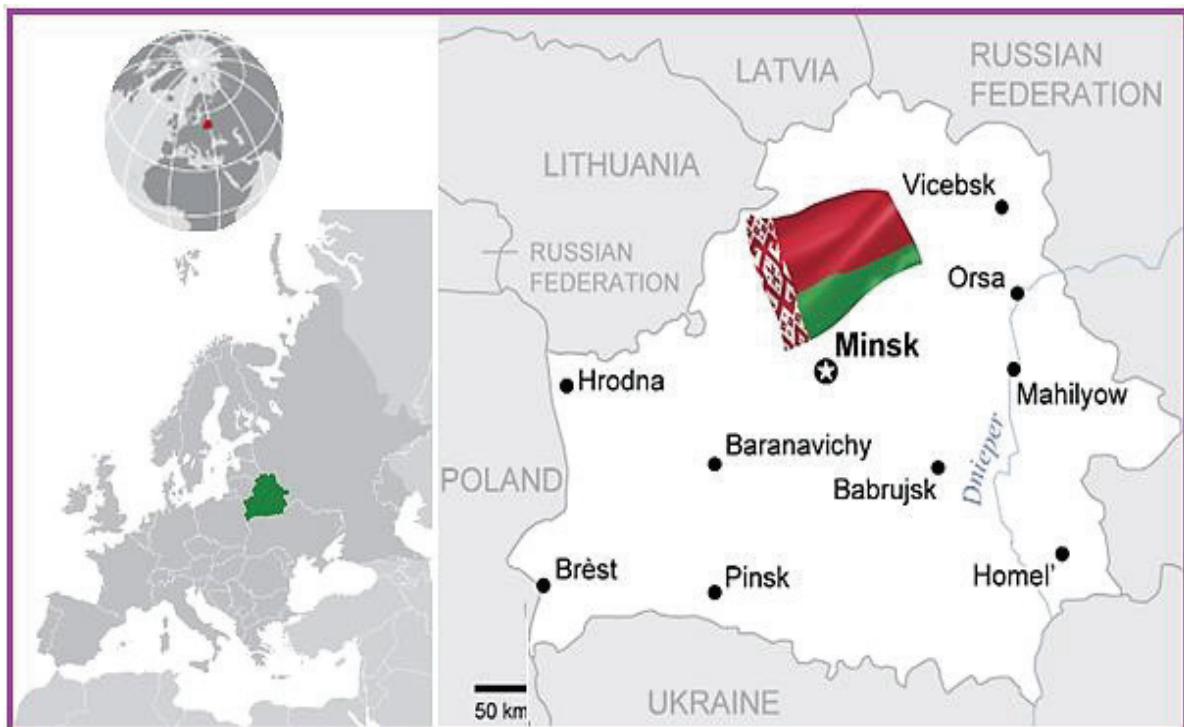 LATVIA
RUSSIAN
FEDERATION
LITHUANIA
Vicebsk
RUSSIAN
FEDERATION
Orsa
Minsk
Hrodna
Mahilyow
Baranavichy
POLAND
Babrujsk
Dnieper
Brèst
Pinsk
Homel'
50 km
UKRAINE